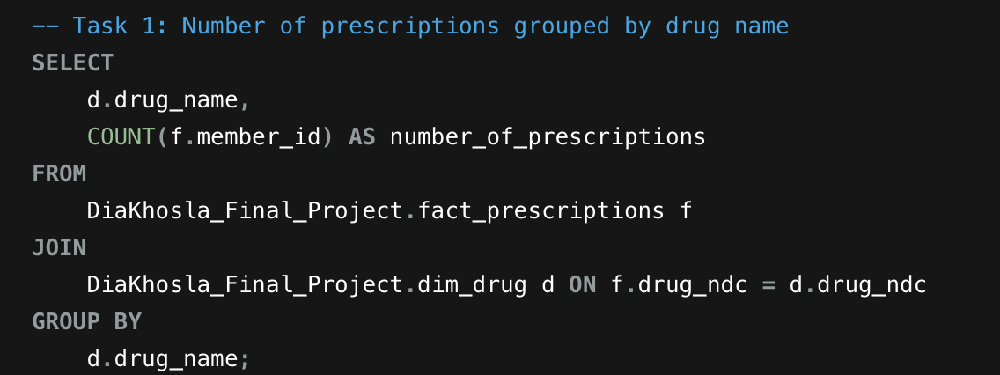 -- Task 1: Number of prescriptions grouped by drug name
SELECT
    d.drug_name,
    COUNT(f.member_id) AS number_of_prescriptions
FROM
    DiaKhosla_Final_Project.fact_prescriptions f
JOIN
    DiaKhosla_Final_Project.dim_drug d ON f.drug_ndc = d.drug_ndc
GROUP BY
    d.drug_name;